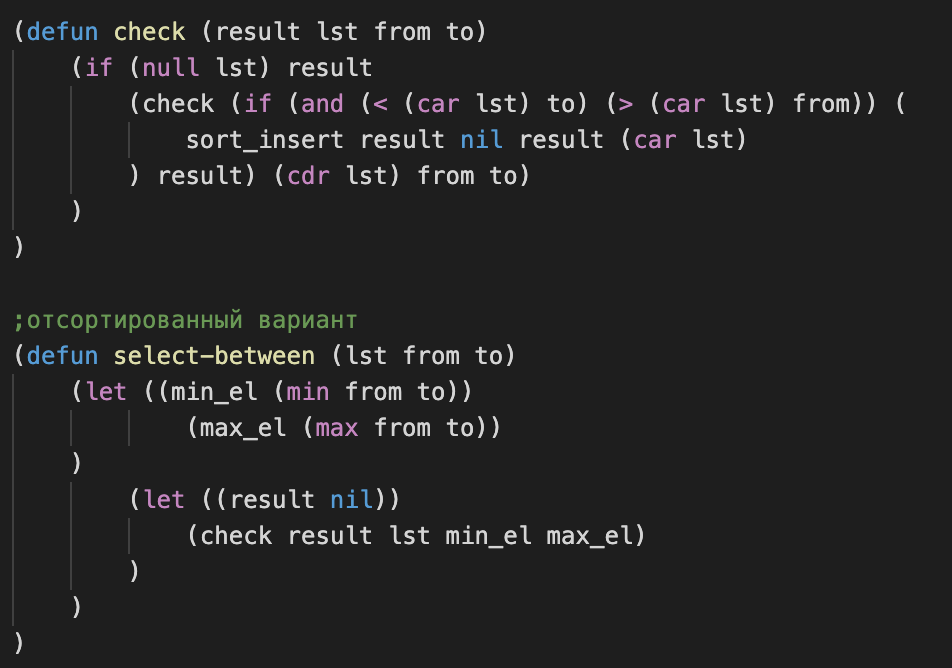 (defun check (result lst from to)
    (if (null lst) result
        (check (if (and (< (car lst) to) (> (car lst) from)) (
            sort_insert result nil result (car lst)
        ) result) (cdr lst) from to)
    )
)

;отсортированный вариант
(defun select-between (lst from to)
    (let ((min_el (min from to))
            (max_el (max from to))
    )
        (let ((result nil))
            (check result lst min_el max_el)
        )
    )
)